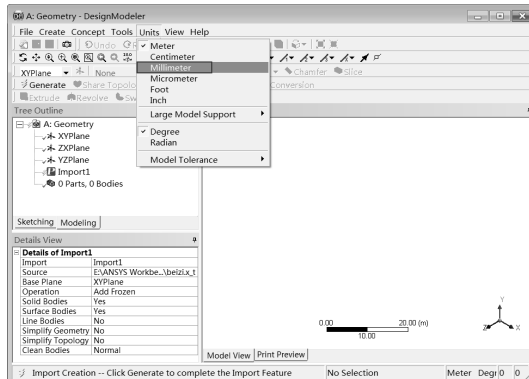 A: Geometry - DesignModeler
File Create Concept Tools Units View Help
Undo
XYPlane None
Generate Share Topolo
Extrude Revolve Sw
Meter
Centimeter
Millimeter
Micrometer
Foot
Inch
Large Model Support
Degree
Radian
Model Tolerance
Chamfer Slice
Conversion
Tree Outline
A: Geometry
XYPlane
ZXPlane
YZPlane
Import1
0 Parts, 0 Bodies
Sketching Modeling
Details View
Details of Import1
Import Import1
Source E:\ANSYS Workbe...\beizi.x_t
Base Plane XYPlane
Operation Add Frozen
Solid Bodies Yes
Surface Bodies Yes
Line Bodies No
Simplify Geometry No
Simplify Topology No
Clean Bodies Normal
0.00 20.00 (m)
10.00
Y
Z X
Model View Print Preview
Import Creation -- Click Generate to complete the Import Feature No Selection Meter Degr 0 0